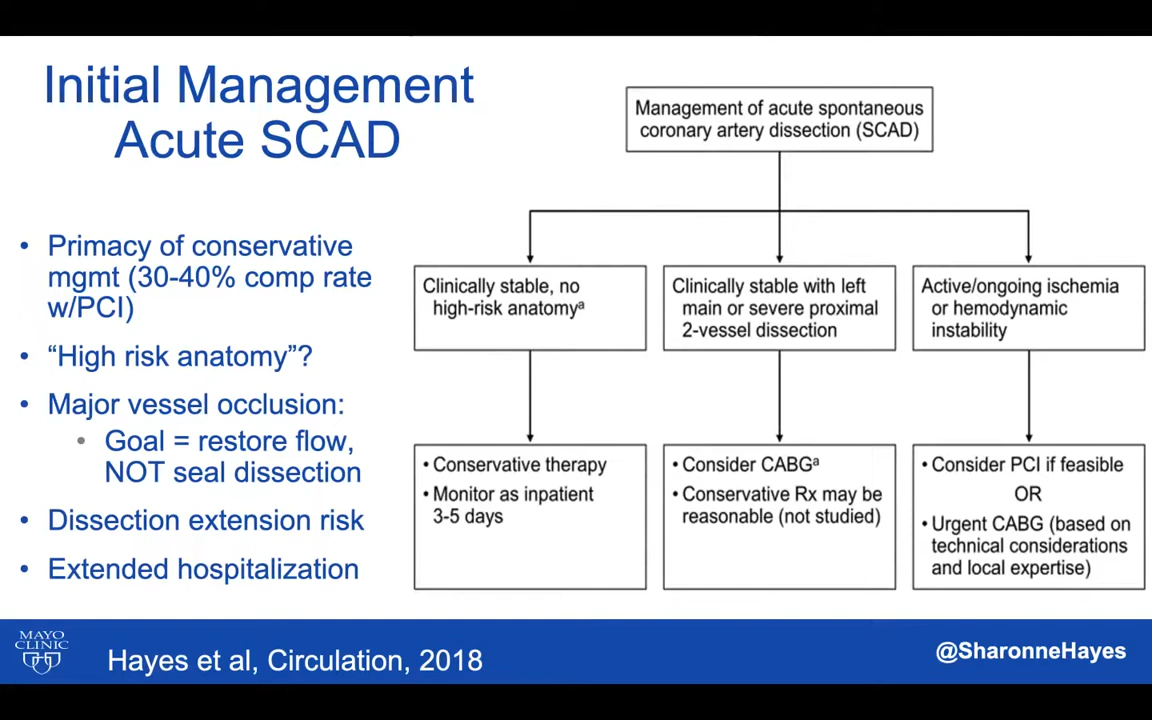 Initial Management
Acute SCAD
• Primacy of conservative
mgmt (30-40% comp rate
w/PCI)
• “High risk anatomy”?
• Major vessel occlusion:
• Goal = restore flow,
NOT seal dissection
• Dissection extension risk
• Extended hospitalization
Management of acute spontaneous
coronary artery dissection (SCAD)
Clinically stable, no
high-risk anatomyᵃ
Clinically stable with left
main or severe proximal
2-vessel dissection
Active/ongoing ischemia
or hemodynamic
instability
• Conservative therapy
• Monitor as inpatient
3-5 days
• Consider CABGᵃ
• Conservative Rx may be
reasonable (not studied)
• Consider PCI if feasible
OR
• Urgent CABG (based on
technical considerations
and local expertise)
MAYO
CLINIC
Hayes et al, Circulation, 2018
@SharonneHayes